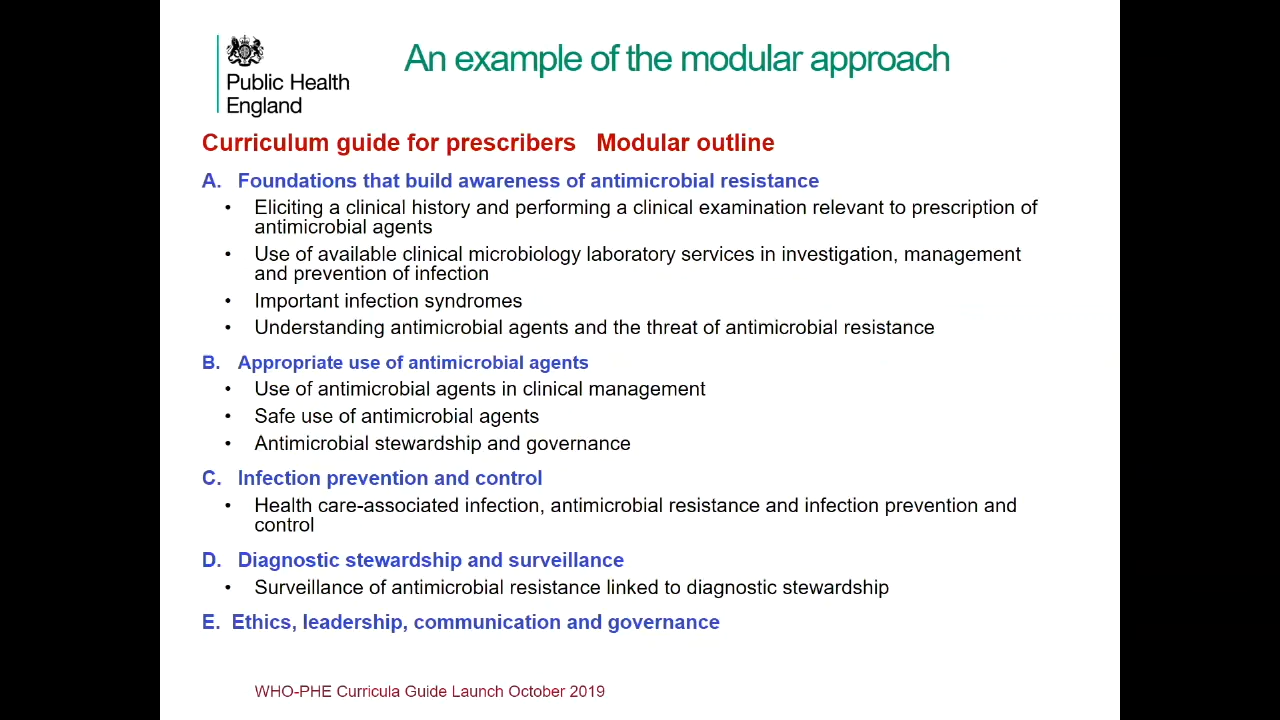 Public Health
England
An example of the modular approach
Curriculum guide for prescribers Modular outline
A. Foundations that build awareness of antimicrobial resistance
• Eliciting a clinical history and performing a clinical examination relevant to prescription of
antimicrobial agents
• Use of available clinical microbiology laboratory services in investigation, management
and prevention of infection
• Important infection syndromes
• Understanding antimicrobial agents and the threat of antimicrobial resistance
B. Appropriate use of antimicrobial agents
• Use of antimicrobial agents in clinical management
• Safe use of antimicrobial agents
• Antimicrobial stewardship and governance
C. Infection prevention and control
• Health care-associated infection, antimicrobial resistance and infection prevention and
control
D. Diagnostic stewardship and surveillance
• Surveillance of antimicrobial resistance linked to diagnostic stewardship
E. Ethics, leadership, communication and governance
WHO-PHE Curricula Guide Launch October 2019